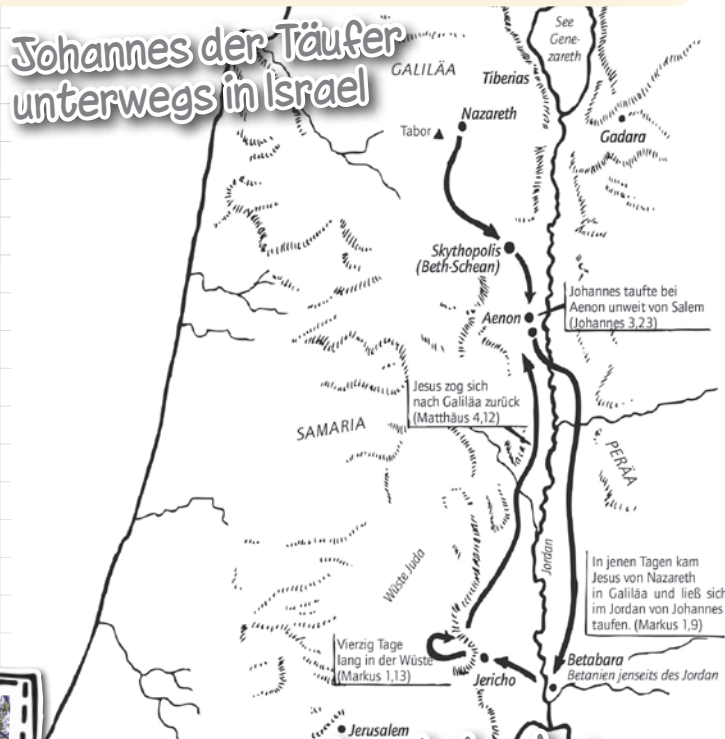 Johannes der Täufer
unterwegs in Israel
See
Gene-
zareth
GALILÄA
Tiberias
Nazareth
Tabor
Gadara
Skythopolis
(Beth-Schean)
Johannes taufte bei
Aenon unweit von Salem
(Johannes 3,23)
Aenon
Jesus zog sich
nach Galiläa zurück
(Matthäus 4,12)
SAMARIA
PERÄA
Wüste Juda
Jordan
In jenen Tagen kam
Jesus von Nazareth
in Galiläa und ließ sich
im Jordan von Johannes
taufen. (Markus 1,9)
Vierzig Tage
lang in der Wüste
(Markus 1,13)
Jericho
Betabara
Betanien jenseits des Jordan
Jerusalem